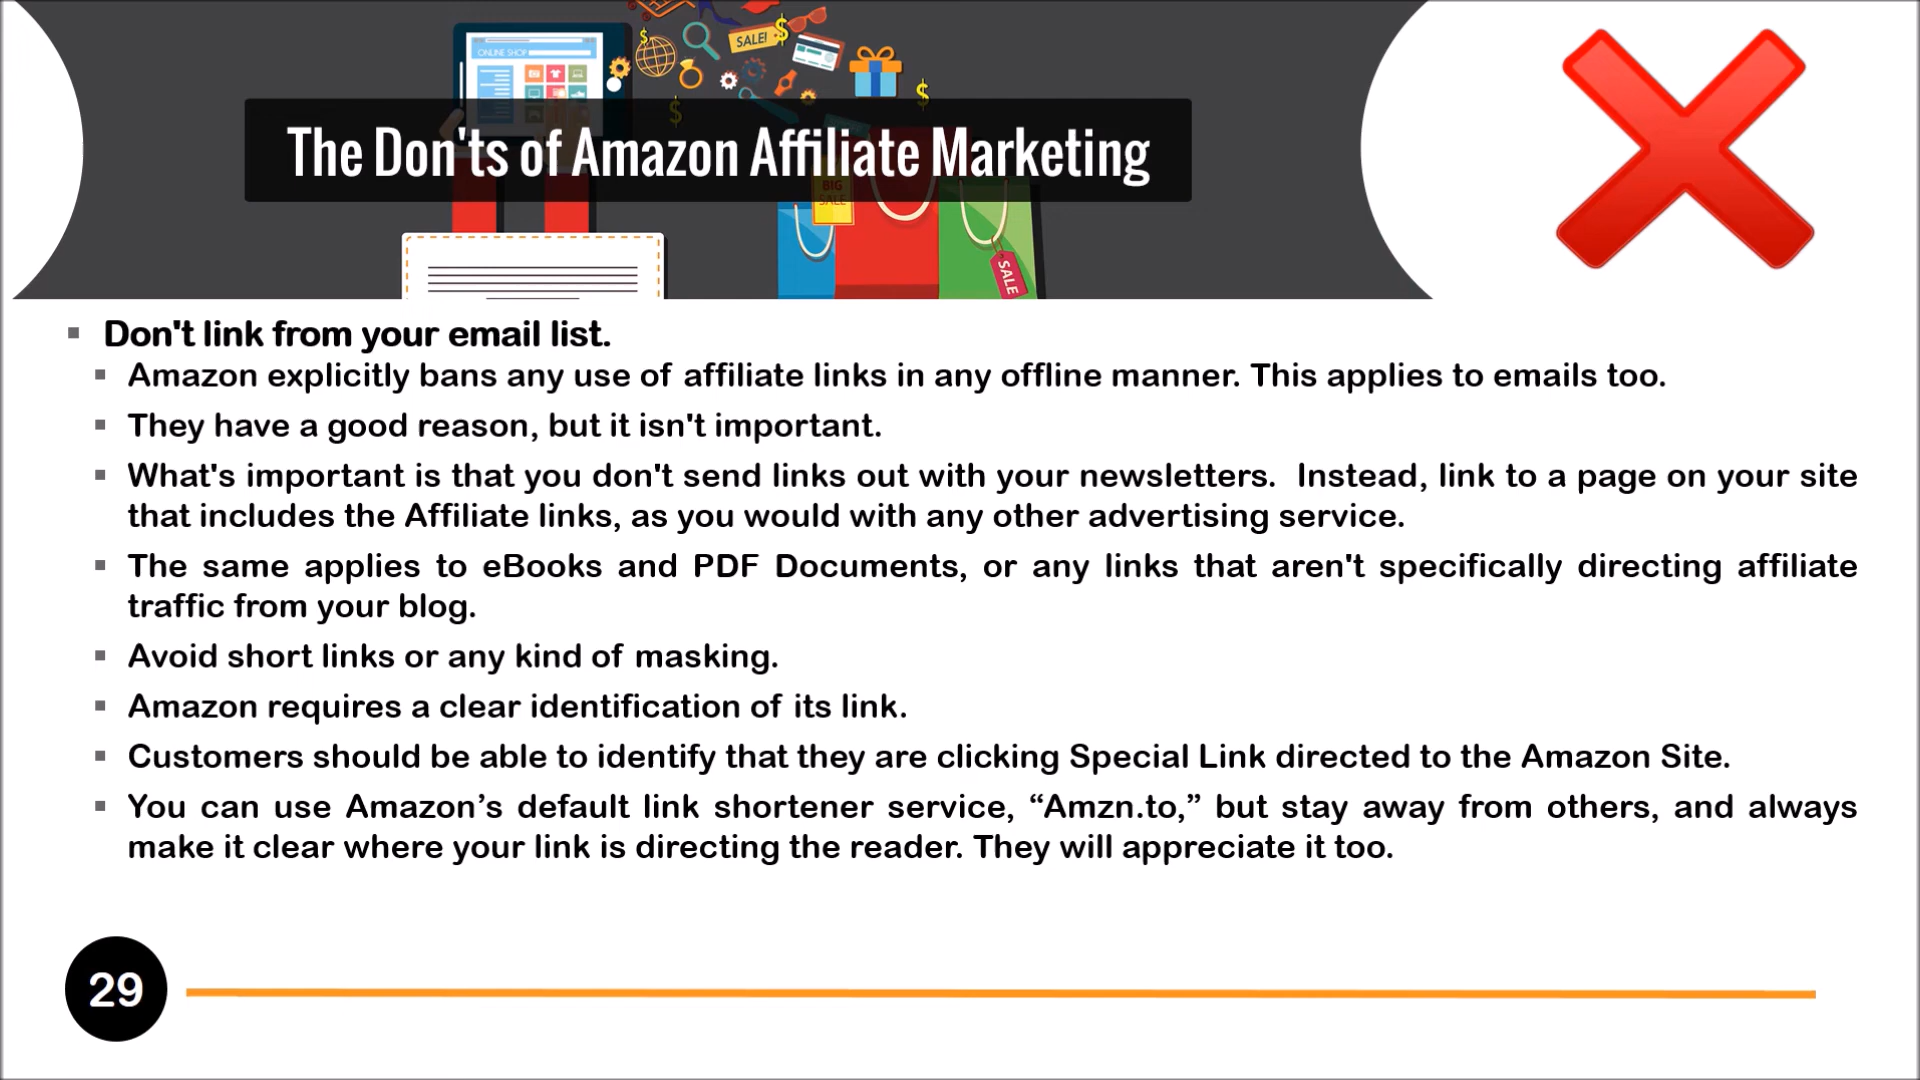 ONLINE SHOP
SALE!
The Don'ts of Amazon Affiliate Marketing
BIG
SALE
SALE
Don't link from your email list.
Amazon explicitly bans any use of affiliate links in any offline manner. This applies to emails too.
They have a good reason, but it isn't important.
What's important is that you don't send links out with your newsletters.  Instead, link to a page on your site
that includes the Affiliate links, as you would with any other advertising service.
The same applies to eBooks and PDF Documents, or any links that aren't specifically directing affiliate
traffic from your blog.
Avoid short links or any kind of masking.
Amazon requires a clear identification of its link.
Customers should be able to identify that they are clicking Special Link directed to the Amazon Site.
You can use Amazon’s default link shortener service, “Amzn.to,” but stay away from others, and always
make it clear where your link is directing the reader. They will appreciate it too.
29